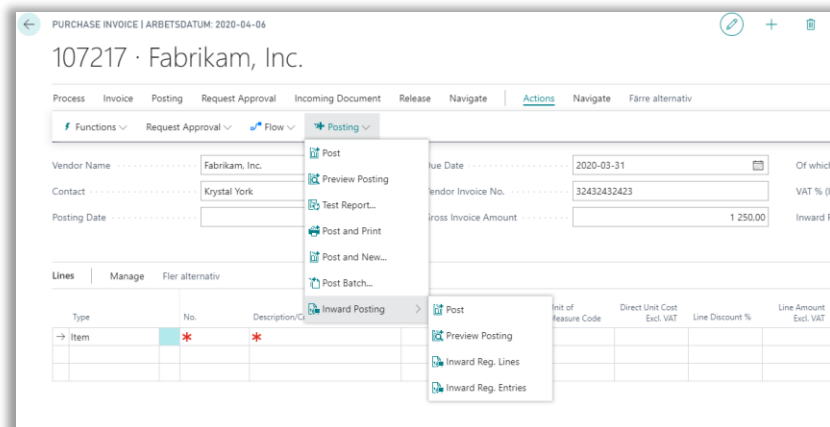 PURCHASE INVOICE | ARBETSDATUM: 2020-04-06
107217 · Fabrikam, Inc.
Process Invoice Posting Request Approval Incoming Document Release Navigate Actions Navigate Färre alternativ
Functions Request Approval Flow Posting
Post
Preview Posting
Test Report...
Post and Print
Post and New...
Post Batch...
Inward Posting
Post
Preview Posting
Inward Reg. Lines
Inward Reg. Entries
Vendor Name Fabrikam, Inc. Due Date 2020-03-31 Of which
Contact Krystal York Vendor Invoice No. 32432432423 VAT %
Posting Date Gross Invoice Amount 1 250.00 Inward
Lines Manage Fler alternativ
Type No. Unit of Measure Code Direct Unit Cost Excl. VAT Line Discount % Line Amount Excl. VAT
Item * *